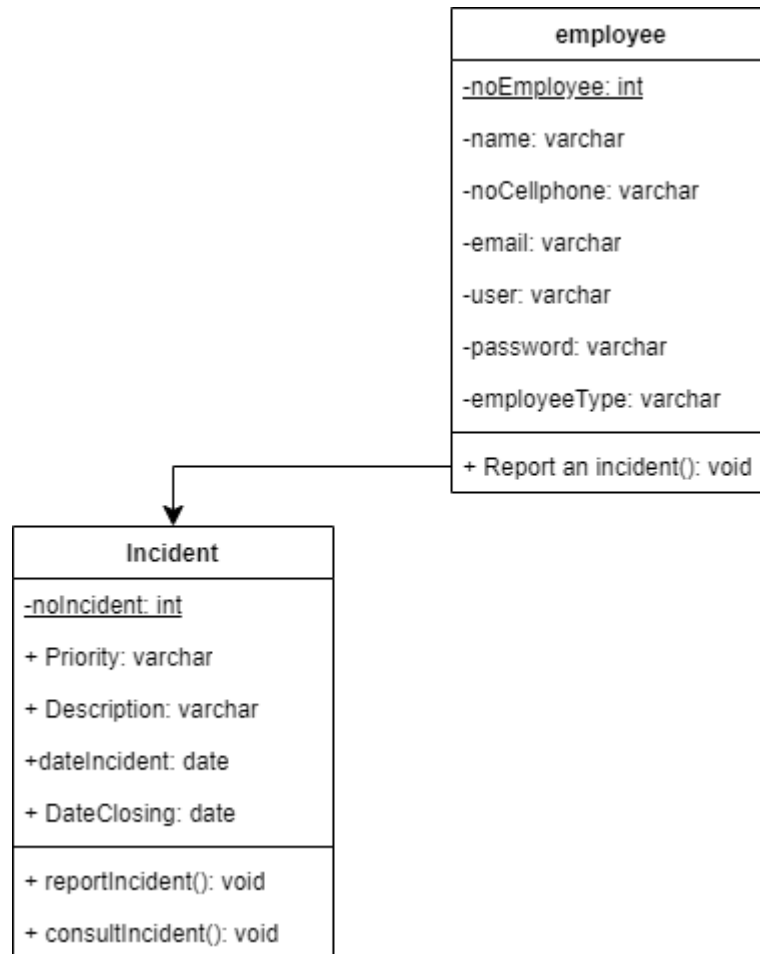 employee
-noEmployee: int
-name: varchar
-noCellphone: varchar
-email: varchar
-user: varchar
-password: varchar
-employeeType: varchar
+ Report an incident(): void
Incident
-noIncident: int
+ Priority: varchar
+ Description: varchar
+dateIncident: date
+ DateClosing: date
+ reportIncident(): void
+ consultIncident(): void